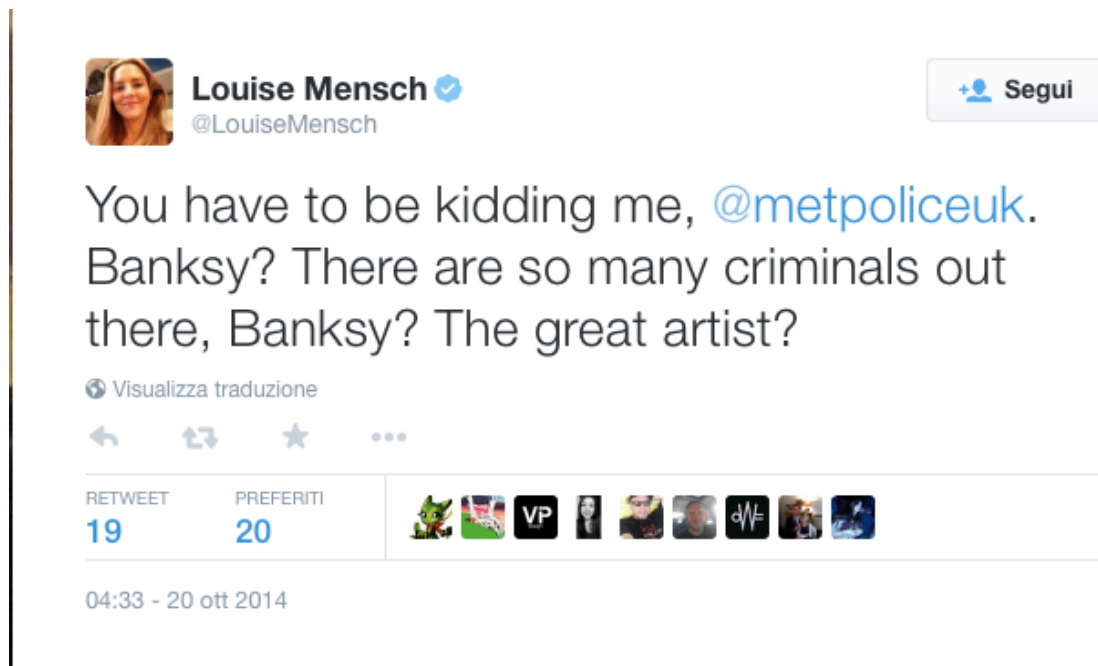 Louise Mensch
@LouiseMensch
Segui
You have to be kidding me, @metpoliceuk.
Banksy? There are so many criminals out
there, Banksy? The great artist?
Visualizza traduzione
RETWEET PREFERITI
19 20
VP
04:33 - 20 ott 2014